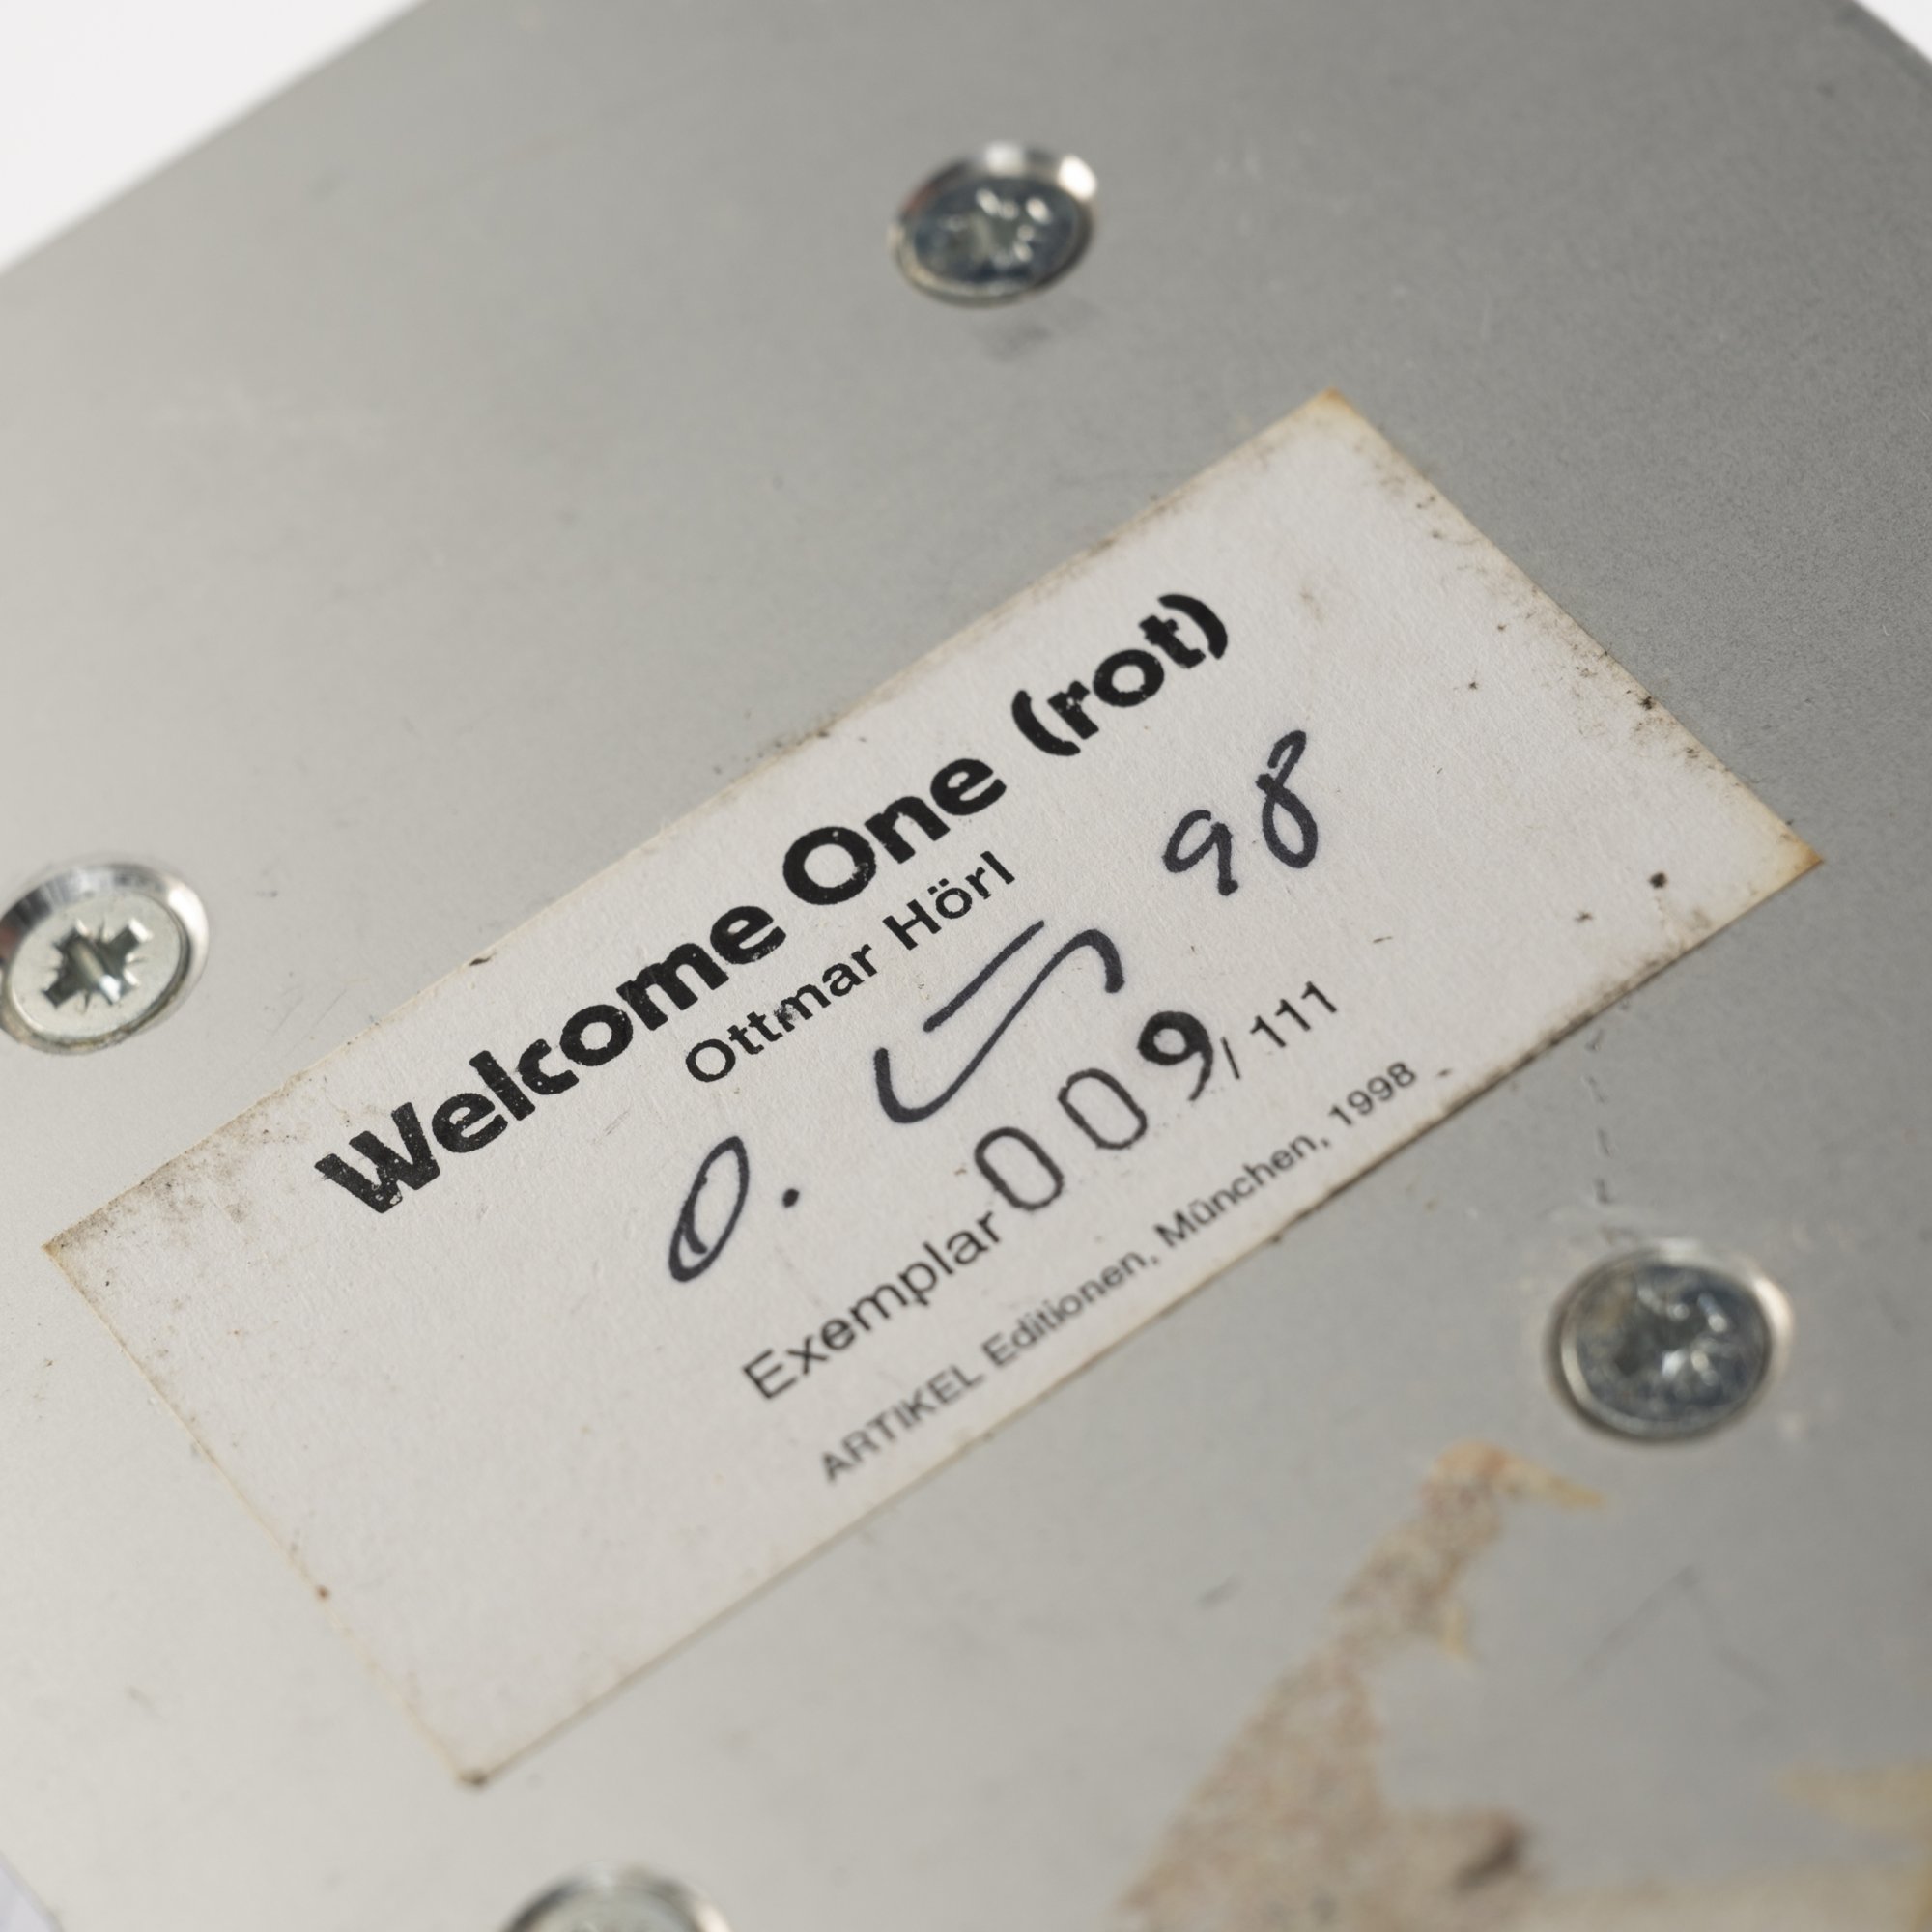 Welcome One (rot)
Ottmar Hörl
O. 98
Exemplar 009/111
ARTIKEL Editionen, München, 1998